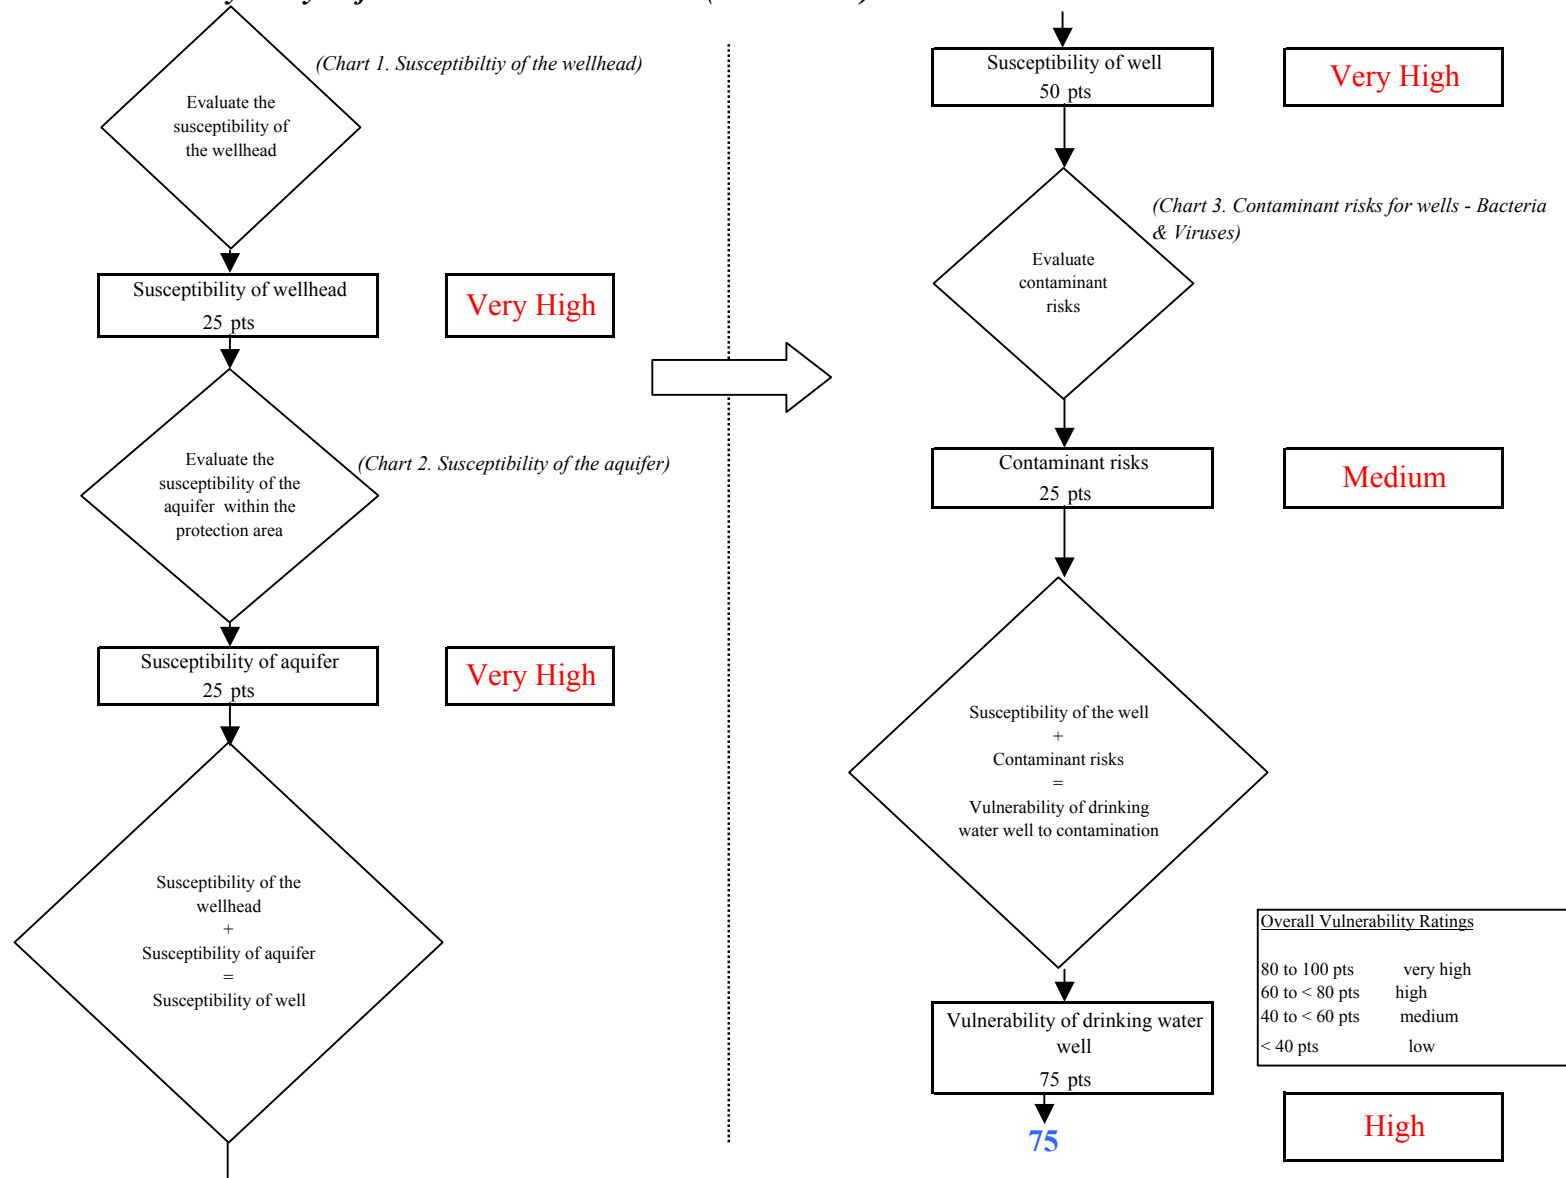 (Chart 1. Susceptibiltiy of the wellhead)
Evaluate the
susceptibility of
the wellhead
Susceptibility of wellhead
25 pts
Very High
Evaluate the
susceptibility of the
aquifer within the
protection area
(Chart 2. Susceptibility of the aquifer)
Susceptibility of aquifer
25 pts
Very High
Susceptibility of the
wellhead
+
Susceptibility of aquifer
=
Susceptibility of well
Susceptibility of well
50 pts
Very High
(Chart 3. Contaminant risks for wells - Bacteria
& Viruses)
Evaluate
contaminant
risks
Contaminant risks
25 pts
Medium
Susceptibility of the well
+
Contaminant risks
=
Vulnerability of drinking
water well to contamination
Overall Vulnerability Ratings
80 to 100 pts very high
60 to < 80 pts high
40 to < 60 pts medium
< 40 pts low
Vulnerability of drinking water
well
75 pts
75
High